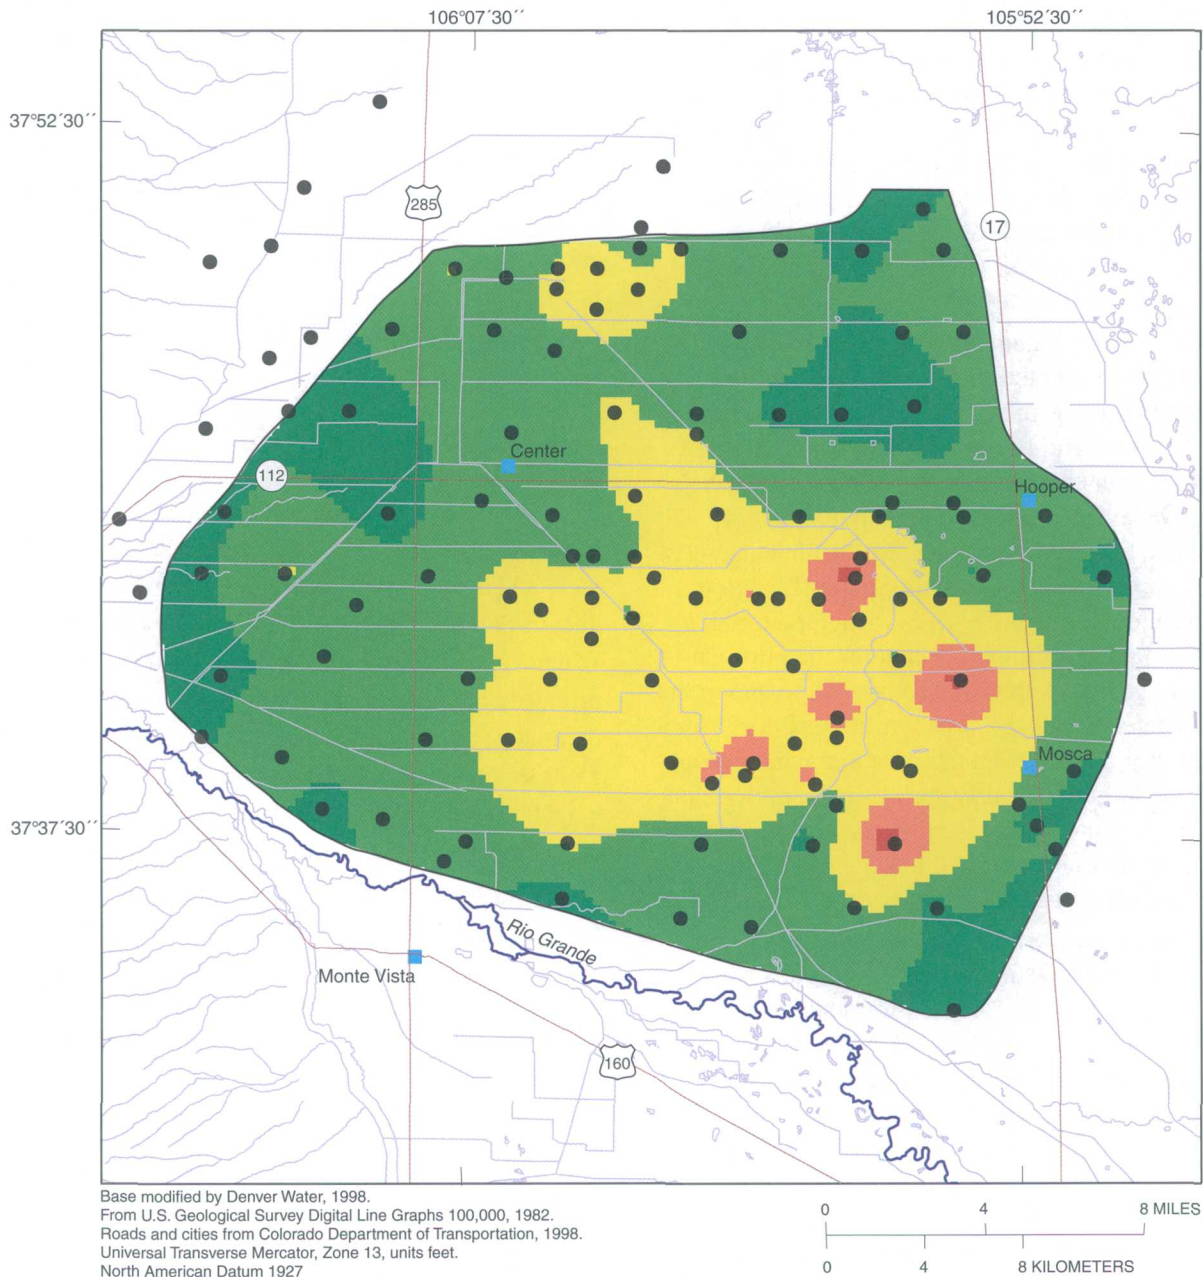 106°07´30´´ 105°52´30´´
37°52´30´´
285
17
Center
Hooper
112
Mosca
37°37´30´´
Rio Grande
Monte Vista
160
Base modified by Denver Water, 1998.
From U.S. Geological Survey Digital Line Graphs 100,000, 1982.
Roads and cities from Colorado Department of Transportation, 1998.
Universal Transverse Mercator, Zone 13, units feet.
North American Datum 1927
0 4 8 MILES
0 4 8 KILOMETERS